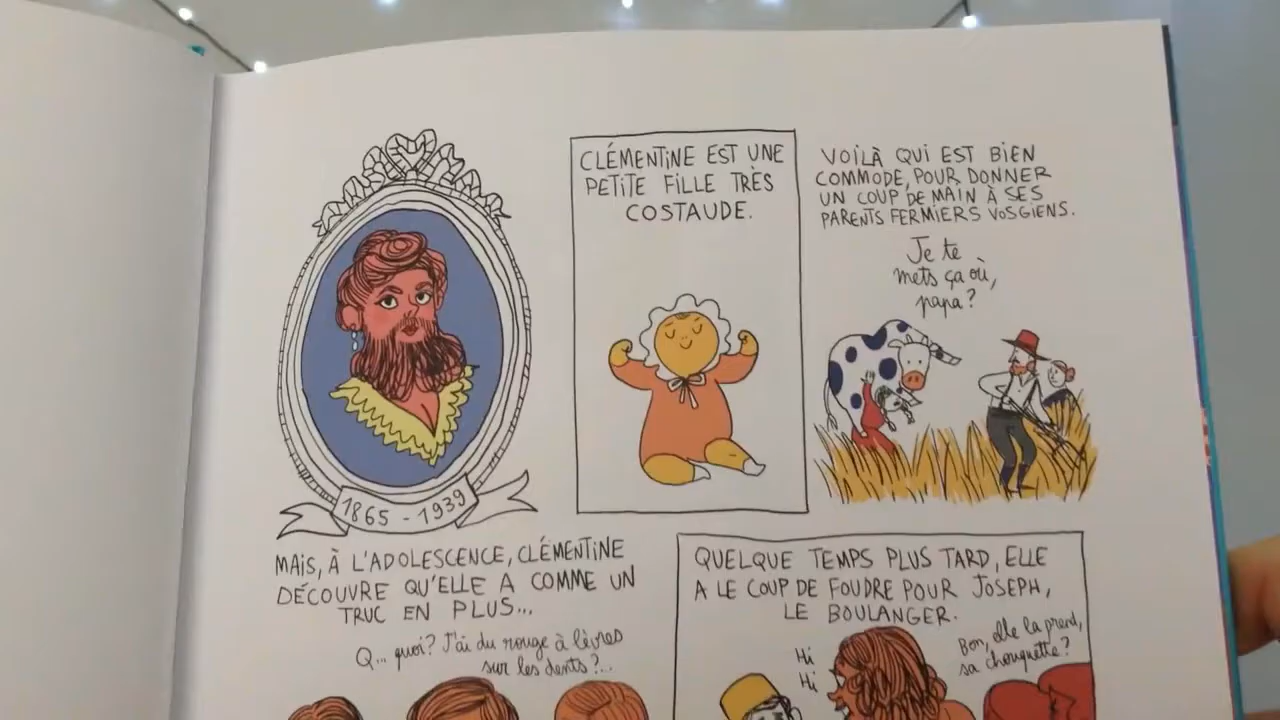 1865 - 1939
CLÉMENTINE EST UNE
PETITE FILLE TRÈS
COSTAUDE.
VOILÀ QUI EST BIEN
COMMODE, POUR DONNER
UN COUP DE MAIN À SES
PARENTS FERMIERS VOSGIENS.
Je te
mets ça où,
papa?
MAIS, À L'ADOLESCENCE, CLÉMENTINE
DÉCOUVRE QU'ELLE A COMME UN
TRUC EN PLUS...
Q... quoi? J'ai du rouge à lèvres
sur les dents?...
QUELQUE TEMPS PLUS TARD, ELLE
A LE COUP DE FOUDRE POUR JOSEPH,
LE BOULANGER.
Hi
Hi
Bon, elle la prend,
sa chouquette?